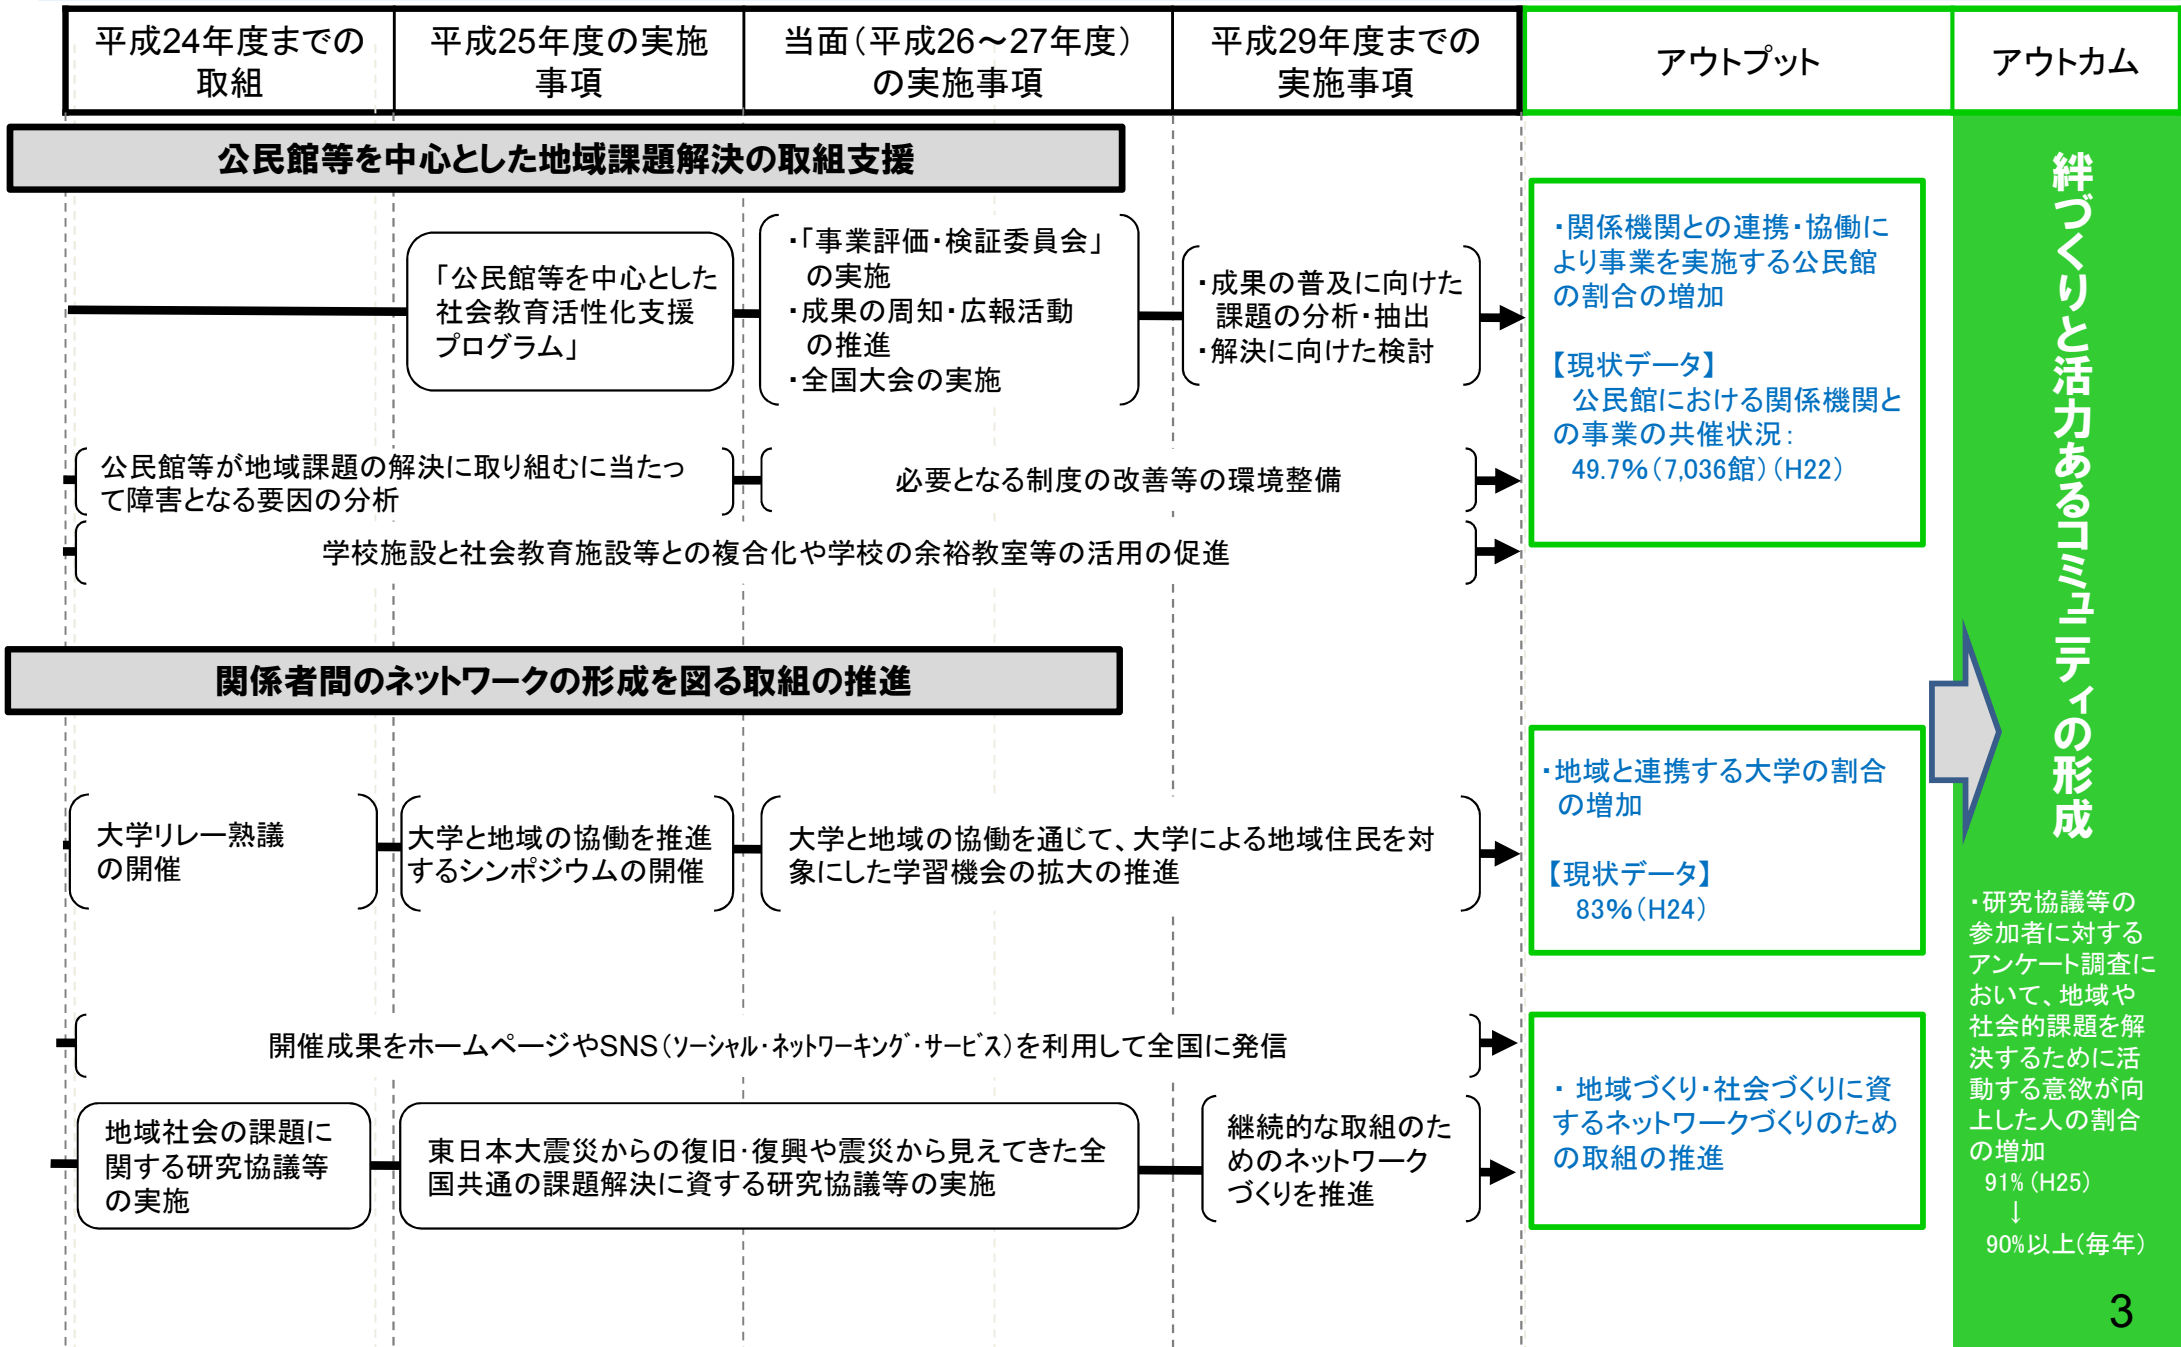 平成24年度までの
取組
平成25年度の実施
事項
当面（平成26～27年度）
の実施事項
平成29年度までの
実施事項
アウトプット
アウトカム
公民館等を中心とした地域課題解決の取組支援
「公民館等を中心とした
社会教育活性化支援
プログラム」
・「事業評価・検証委員会」
の実施
・成果の周知・広報活動
の推進
・全国大会の実施
・成果の普及に向けた
課題の分析・抽出
・解決に向けた検討
・関係機関との連携・協働に
より事業を実施する公民館
の割合の増加
【現状データ】
公民館における関係機関と
の事業の共催状況：
49.7%（7,036館）（H22）
公民館等が地域課題の解決に取り組むに当たっ
て障害となる要因の分析
必要となる制度の改善等の環境整備
学校施設と社会教育施設等との複合化や学校の余裕教室等の活用の促進
関係者間のネットワークの形成を図る取組の推進
大学リレー熟議
の開催
大学と地域の協働を推進
するシンポジウムの開催
大学と地域の協働を通じて、大学による地域住民を対
象にした学習機会の拡大の推進
・地域と連携する大学の割合
の増加
【現状データ】
83%（H24）
開催成果をホームページやSNS（ｿｰｼｬﾙ・ﾈｯﾄﾜｰｷﾝｸﾞ・ｻｰﾋﾞｽ）を利用して全国に発信
地域社会の課題に
関する研究協議等
の実施
東日本大震災からの復旧・復興や震災から見えてきた全
国共通の課題解決に資する研究協議等の実施
継続的な取組のた
めのネットワーク
づくりを推進
・ 地域づくり・社会づくりに資
するネットワークづくりのため
の取組の推進
絆づくりと活力あるコミュニティの形成
・研究協議等の
参加者に対する
アンケート調査に
おいて、地域や
社会的課題を解
決するために活
動する意欲が向
上した人の割合
の増加
91%（H25）
↓
90%以上（毎年）
3